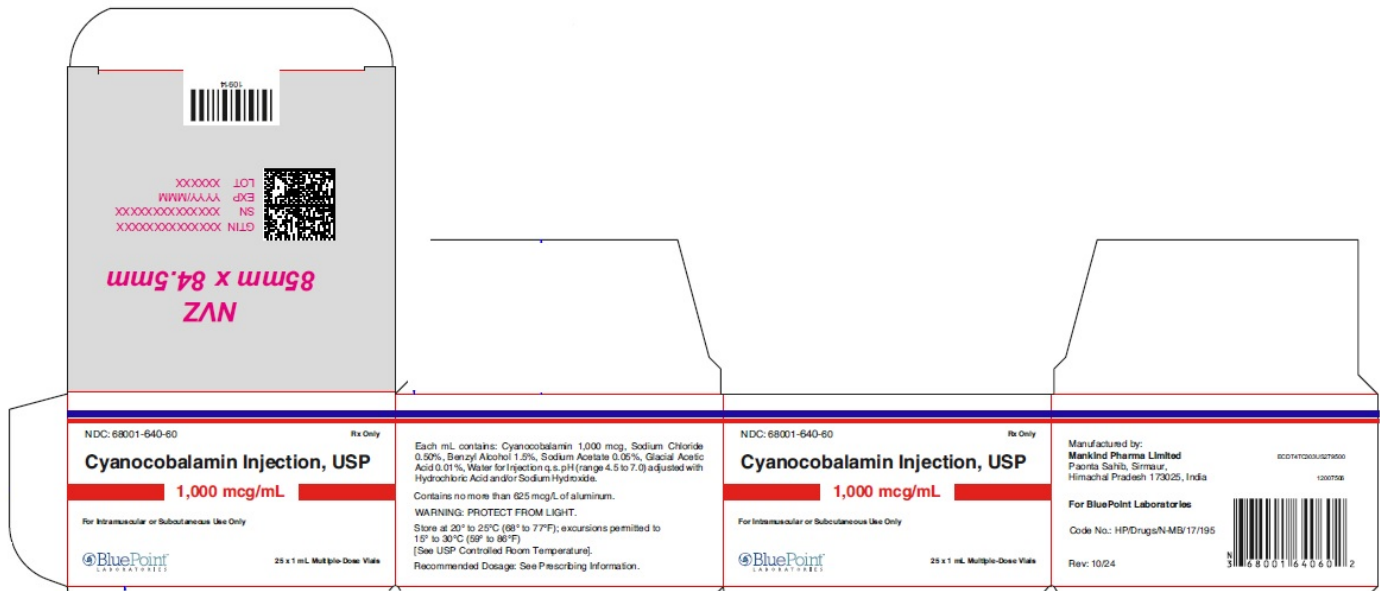 10914
LOT XXXXXX
EXP YYYY/MMM
SN XXXXXXXXXXXXXX
GTIN XXXXXXXXXXXXXX
85mm x 84.5mm
NVZ
NDC: 68001-640-60
Rx Only
Cyanocobalamin Injection, USP
1,000 mcg/mL
For Intramuscular or Subcutaneous Use Only
BluePoint
LABORATORIES
25 x 1 mL Multiple-Dose Vials
Each mL contains: Cyanocobalamin 1,000 mcg, Sodium Chloride
0.50%, Benzyl Alcohol 1.5%, Sodium Acetate 0.05%, Glacial Acetic
Acid 0.01%, Water for Injection q.s. pH (range 4.5 to 7.0) adjusted with
Hydrochloric Acid and/or Sodium Hydroxide.
Contains no more than 625 mcg/L of aluminum.
WARNING: PROTECT FROM LIGHT.
Store at 20° to 25°C (68° to 77°F); excursions permitted to
15° to 30°C (59° to 86°F)
[See USP Controlled Room Temperature].
Recommended Dosage: See Prescribing Information.
NDC: 68001-640-60
Rx Only
Cyanocobalamin Injection, USP
1,000 mcg/mL
For Intramuscular or Subcutaneous Use Only
BluePoint
LABORATORIES
25 x 1 mL Multiple-Dose Vials
Manufactured by:
Mankind Pharma Limited
Paonta Sahib, Sirmaur,
Himachal Pradesh 173025, India
For BluePoint Laboratories
Code No.: HP/Drugs/N-MB/17/195
Rev: 10/24
N
3 68001 64060 2